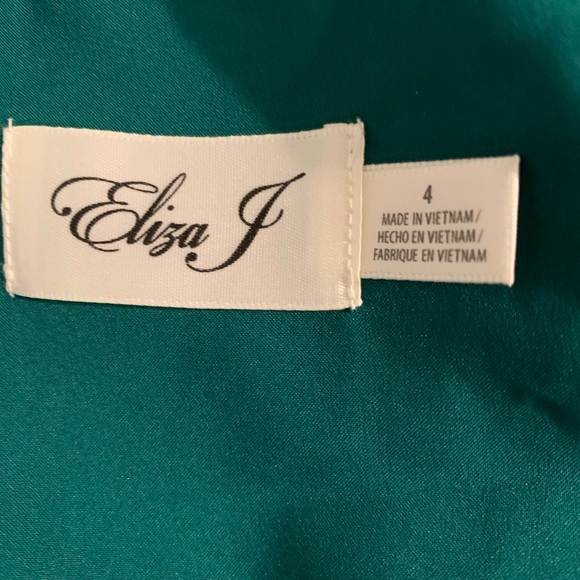 Eliza J
4
MADE IN VIETNAM/
HECHO EN VIETNAM/
FABRIQUE EN VIETNAM